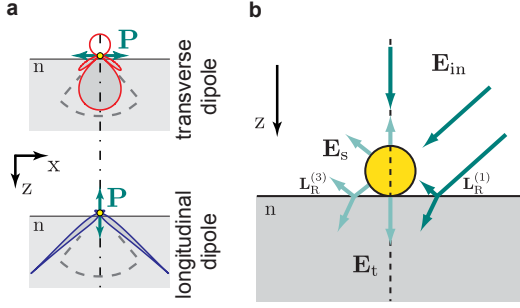 a
P
n
transverse
dipole
x
z
P
n
longitudinal
dipole
b
E_in
z
E_s
L_R^(3)
L_R^(1)
n
E_t